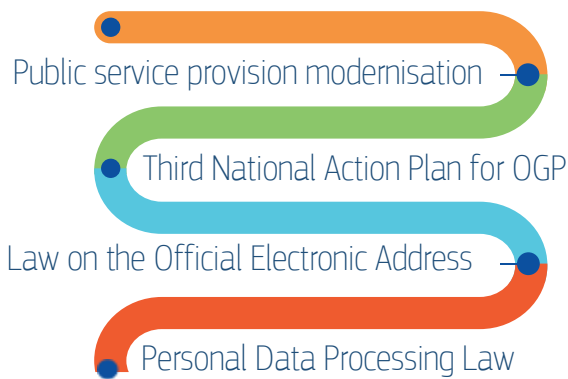 Public service provision modernisation
Third National Action Plan for OGP
Law on the Official Electronic Address
Personal Data Processing Law